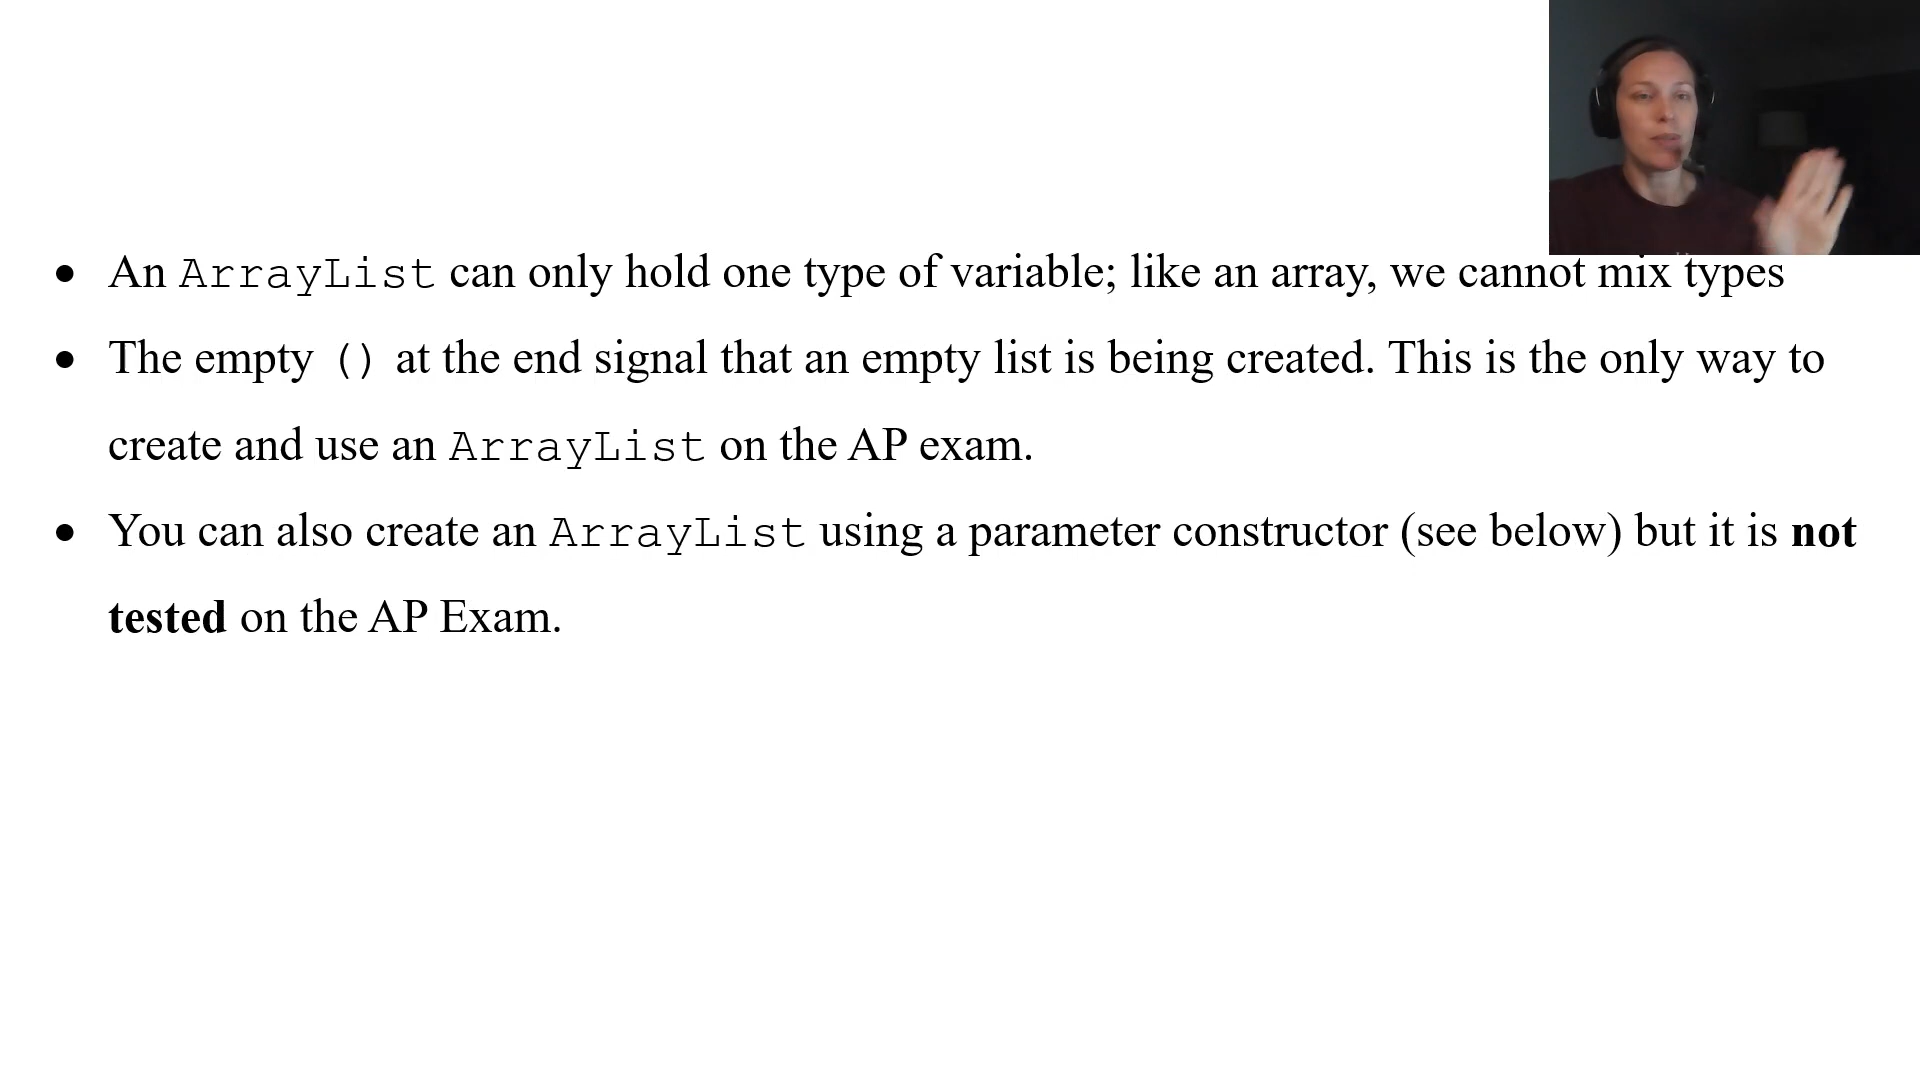 • An ArrayList can only hold one type of variable; like an array, we cannot mix types
• The empty () at the end signal that an empty list is being created. This is the only way to
create and use an ArrayList on the AP exam.
• You can also create an ArrayList using a parameter constructor (see below) but it is not
tested on the AP Exam.